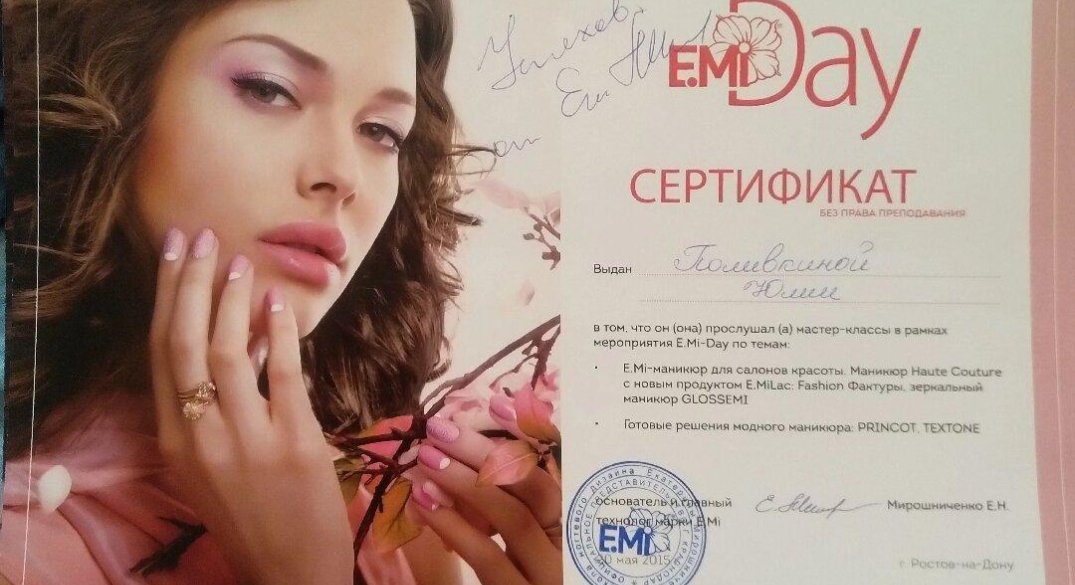 Успехов
E.Mi Day
СЕРТИФИКАТ
БЕЗ ПРАВА ПРЕПОДАВАНИЯ
Выдан Поливкиной
Юлии
в том, что он (она) прослушал (а) мастер-классы в рамках
мероприятия E.Mi-Day по темам:
• E.Mi-маникюр для салонов красоты. Маникюр Haute Couture
с новым продуктом E.MiLac: Fashion Фактуры, зеркальный
маникюр GLOSSEMI
• Готовые решения модного маникюра: PRINCOT, TEXTONE
основатель и главный
технолог марки E.Mi
Мирошниченко Е.Н.
E.Mi
мая 2015
г. Ростов-на-Дону